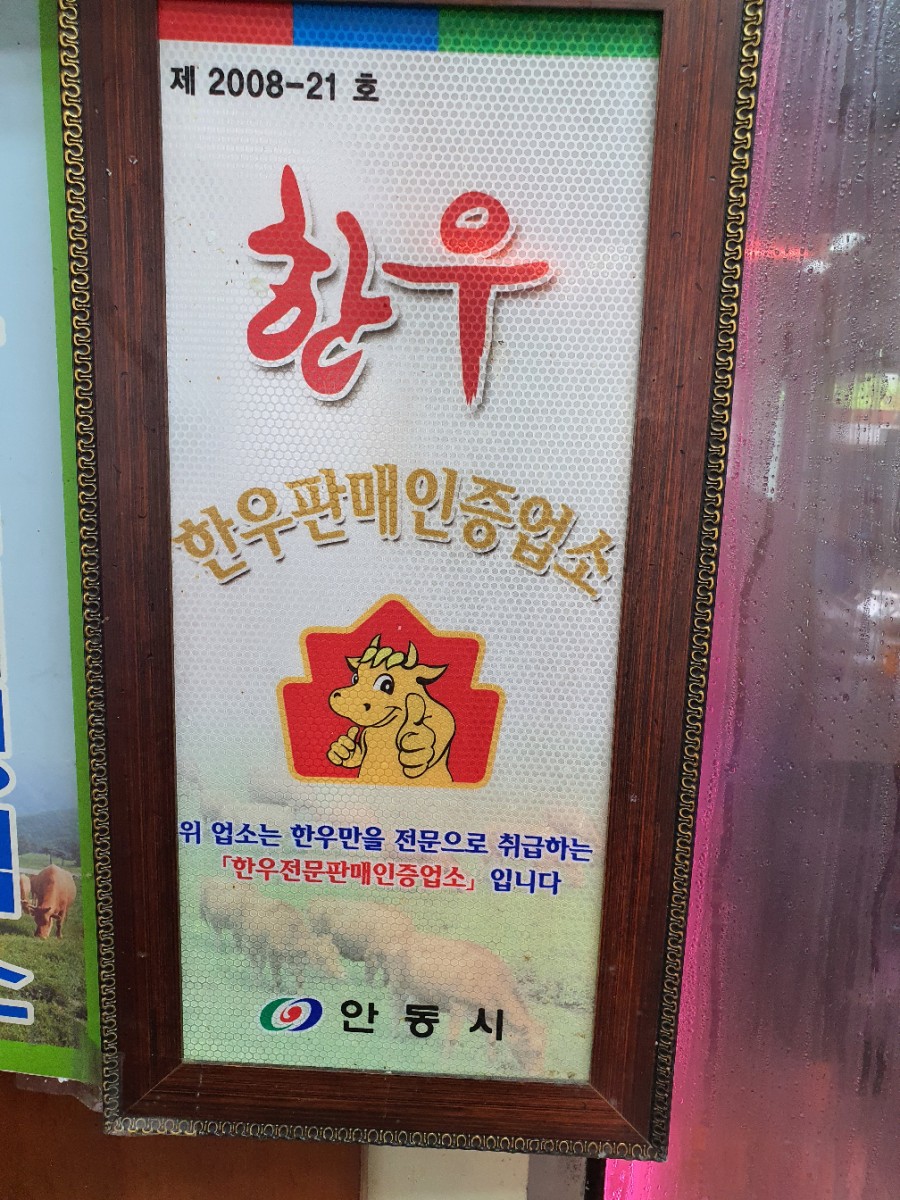 제 2008-21 호
한우
한우판매인증업소
위 업소는 한우만을 전문으로 취급하는
「한우전문판매인증업소」 입니다
안동시